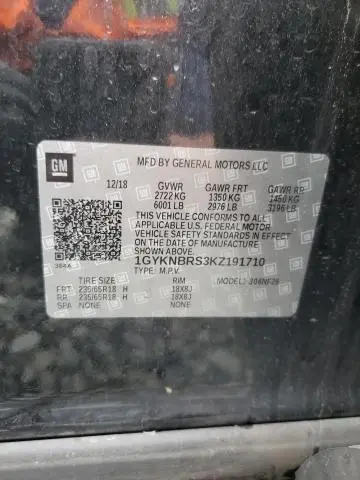 GM
MFD BY GENERAL MOTORS LLC
12/18 GVWR GAWR FRT GAWR RR
2722 KG 1350 KG 1450 KG
6001 LB 2976 LB 3196 LB
THIS VEHICLE CONFORMS TO ALL
APPLICABLE U.S. FEDERAL MOTOR
VEHICLE SAFETY STANDARDS IN EFFECT
ON THE DATE OF MANUFACTURE SHOWN ABOVE.
1GYKNBRS3KZ191710
TYPE: M.P.V.
TIRE SIZE RIM MODEL:
FRT 235/65R18 H 18X8J
RR 235/65R18 H 18X8J
SPA NONE NONE